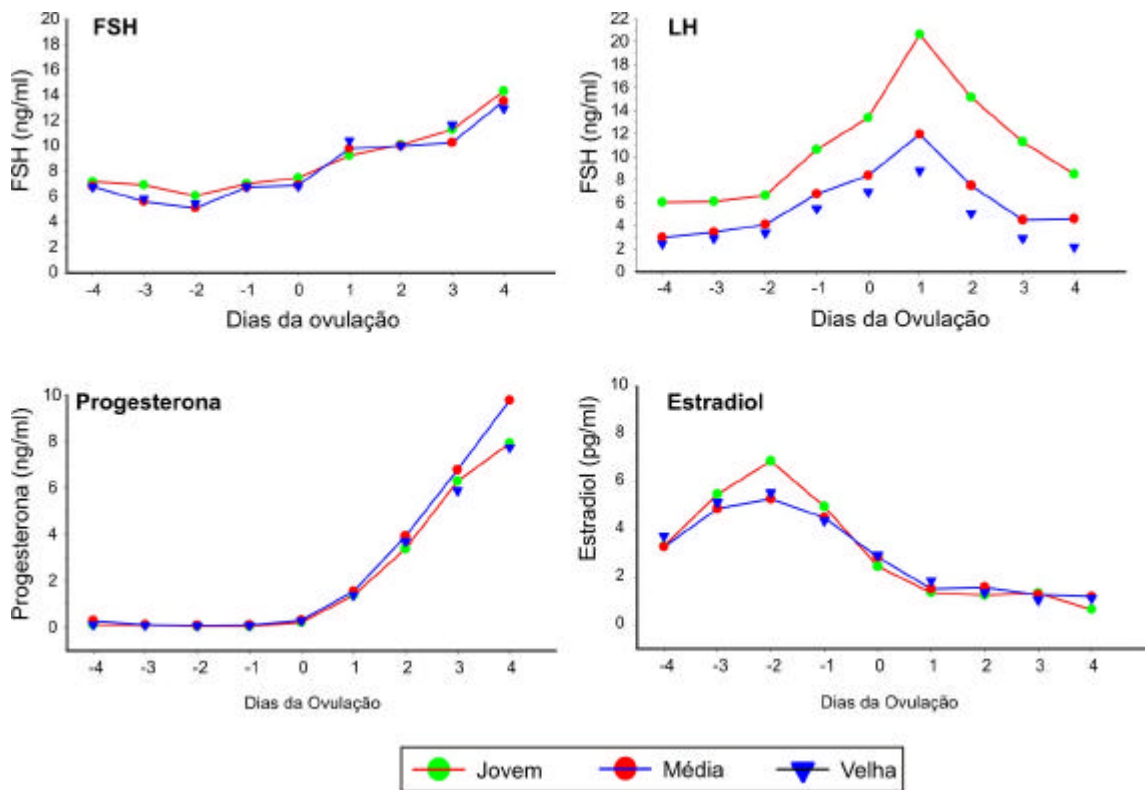 FSH
FSH (ng/ml)
20
18
16
14
12
10
8
6
4
2
0
-4 -3 -2 -1 0 1 2 3 4
Dias da ovulação
LH
FSH (ng/ml)
22
20
18
16
14
12
10
8
6
4
2
0
-4 -3 -2 -1 0 1 2 3 4
Dias da Ovulação
Progesterona
Progesterona (ng/ml)
10
8
6
4
2
0
-4 -3 -2 -1 0 1 2 3 4
Dias da Ovulação
Estradiol
Estradiol (pg/ml)
10
8
6
4
2
0
-4 -3 -2 -1 0 1 2 3 4
Dias da Ovulação
Jovem Média Velha